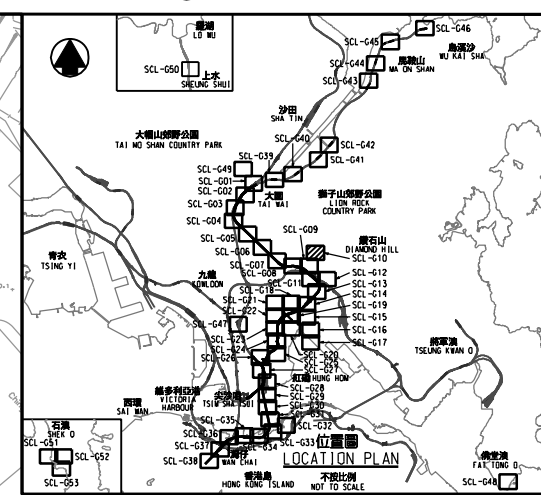 羅湖
LO WU
SCL-G50
上水
SHEUNG SHUI
SCL-G46
SCL-G45
烏溪沙
WU KAI SHA
SCL-G44
馬鞍山
MA ON SHAN
SCL-G43
沙田
SHA TIN
大帽山郊野公園
TAI MO SHAN COUNTRY PARK
SCL-G40
SCL-G39
SCL-G42
SCL-G41
SCL-G49
SCL-G01
SCL-G02
SCL-G03
SCL-G04
大圍
TAI WAI
獅子山郊野公園
LION ROCK
COUNTRY PARK
SCL-G05
SCL-G06
SCL-G07
SCL-G08
SCL-G09
鑽石山
DIAMOND HILL
SCL-G10
SCL-G11
SCL-G12
SCL-G13
SCL-G14
SCL-G19
SCL-G15
SCL-G16
SCL-G17
青衣
TSING YI
九龍
KOWLOON
SCL-G18
SCL-G21
SCL-G22
SCL-G47
SCL-G23
SCL-G24
SCL-G26
SCL-G20
SCL-G27
將軍澳
TSEUNG KWAN O
紅磡 HUNG HOM
SCL-G28
SCL-G29
SCL-G30
SCL-G31
SCL-G32
SCL-G33
SCL-G34
維多利亞港
VICTORIA
HARBOUR
尖沙咀
TSIM SHA TSUI
西環
SAI WAN
SCL-G35
SCL-G36
SCL-G37
SCL-G38
灣仔
WAN CHAI
香港島
HONG KONG ISLAND
位置圖
LOCATION PLAN
不按比例
NOT TO SCALE
石澳
SHEK O
SCL-G51
SCL-G52
SCL-G53
佛堂澳
FAT TONG O
SCL-G48